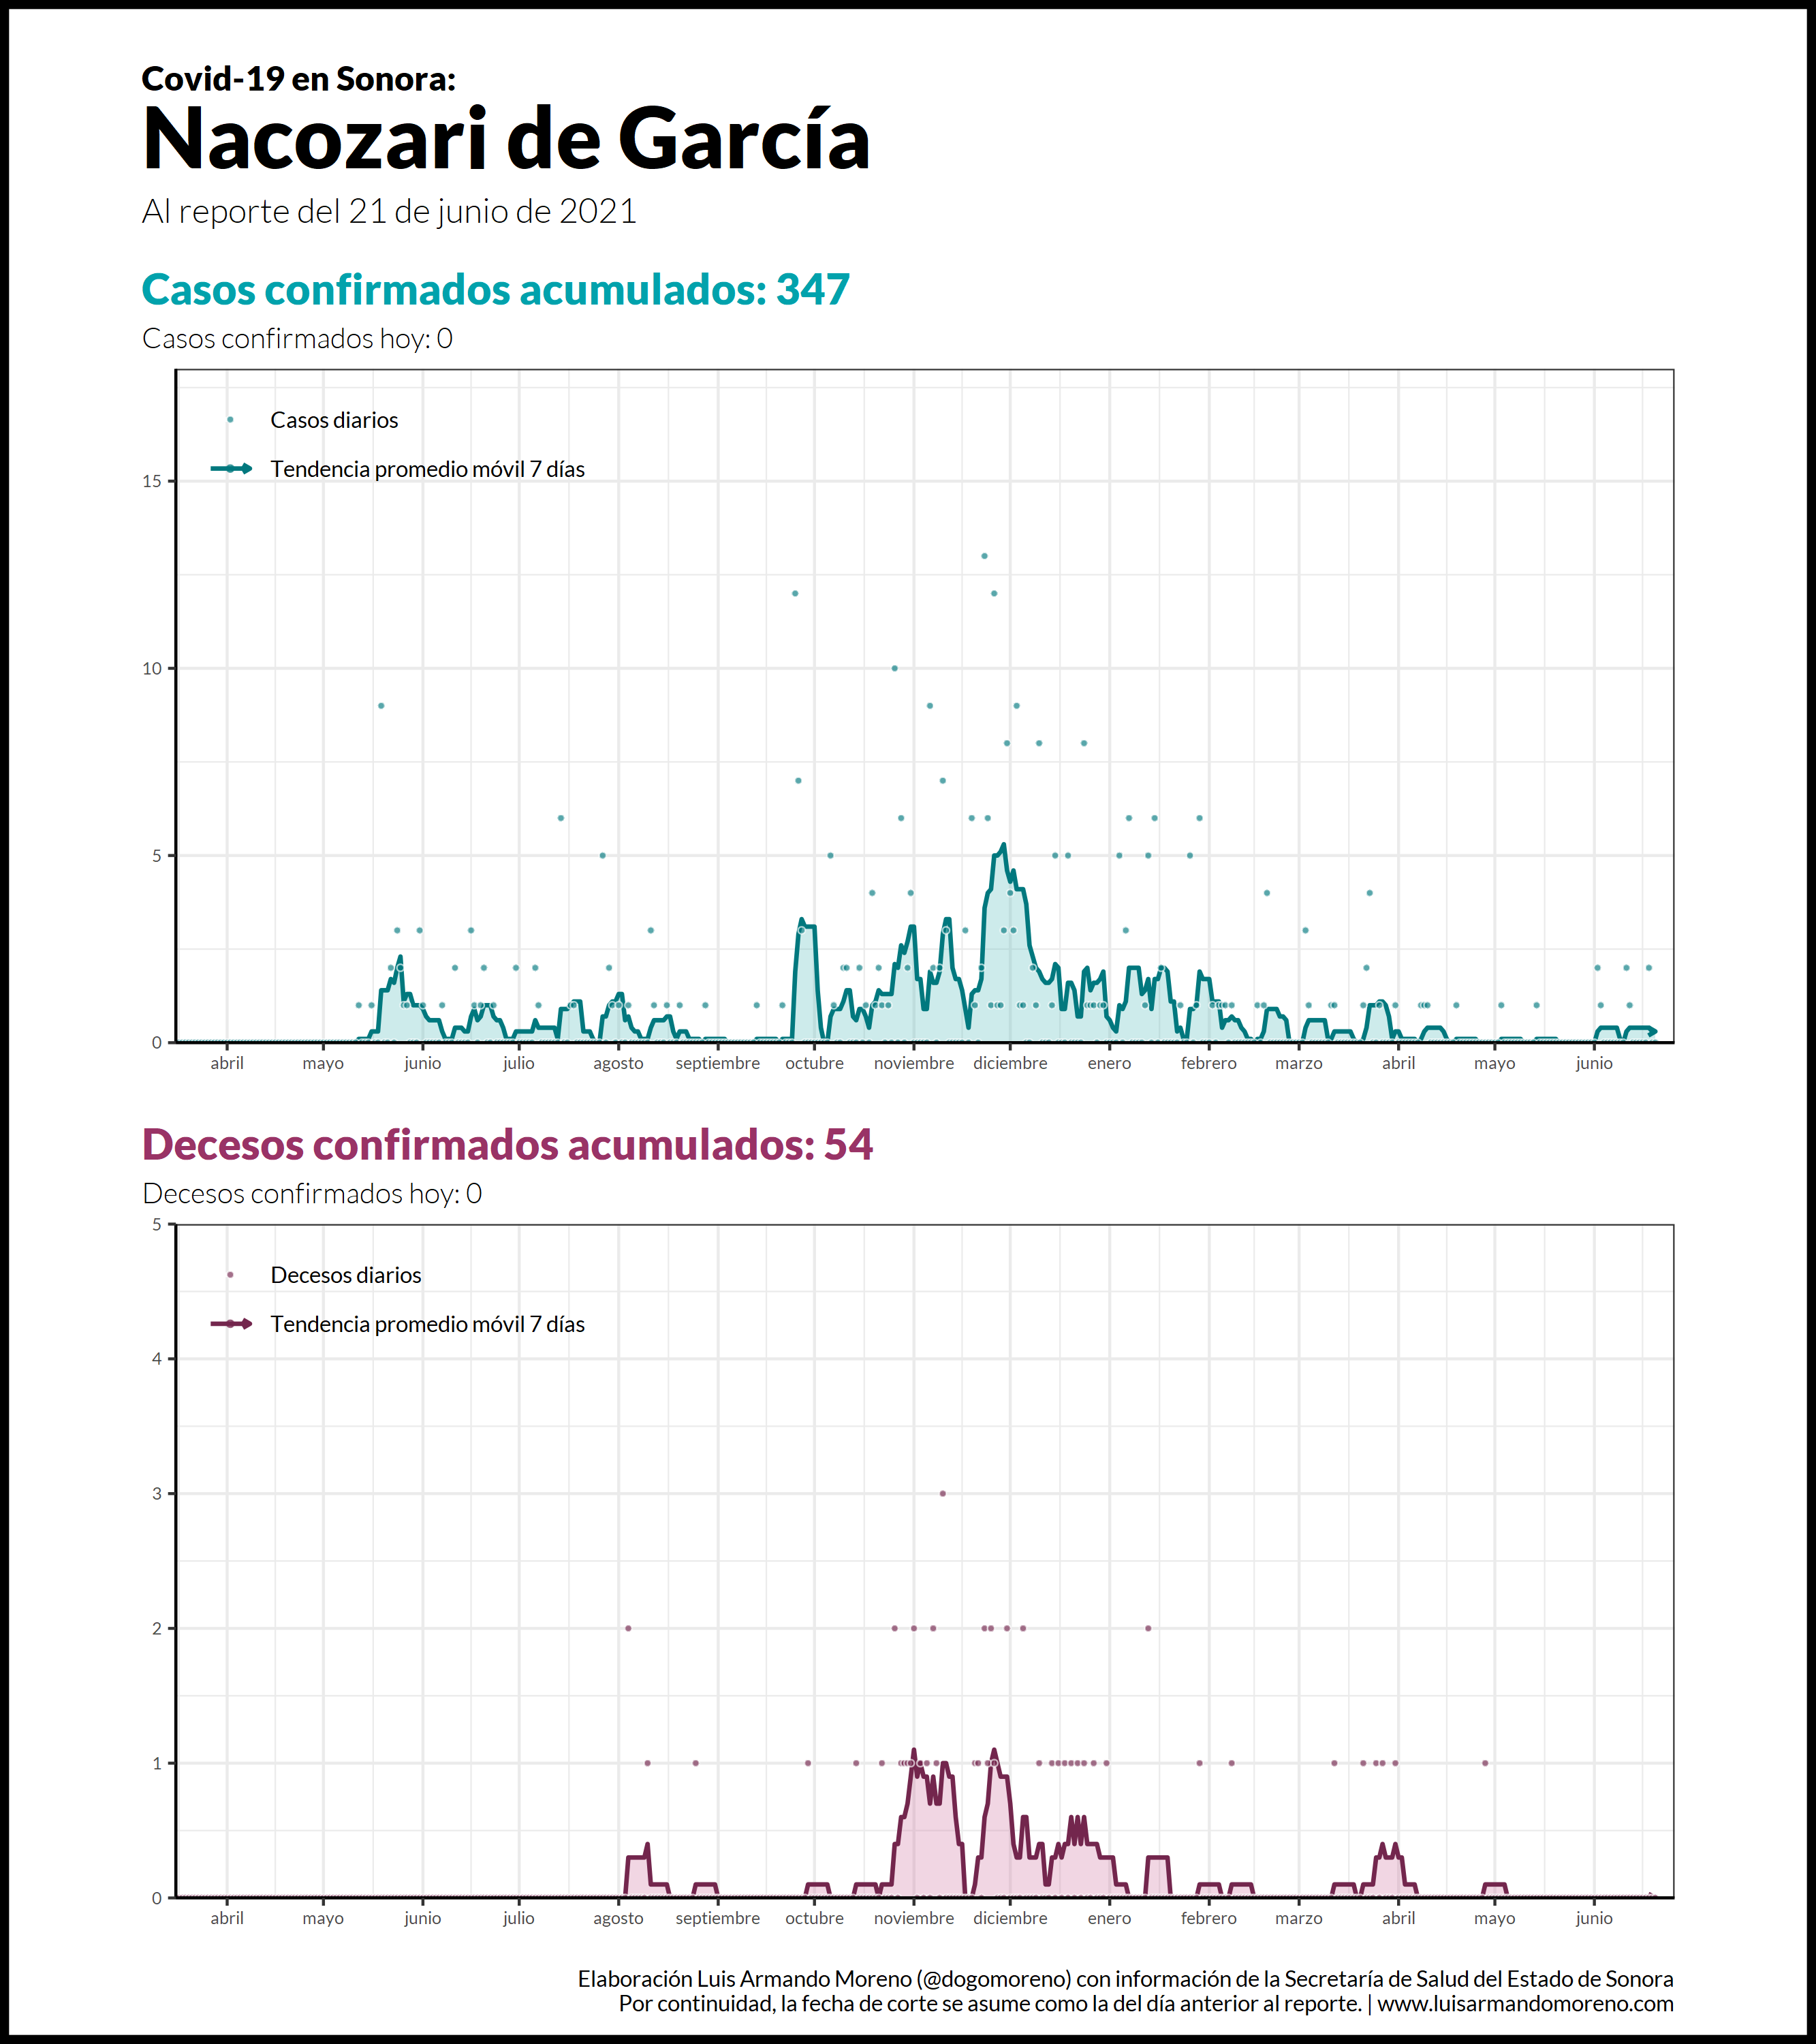 Covid-19 en Sonora:
Nacozari de García
Al reporte del 21 de junio de 2021
Casos confirmados acumulados: 347
Casos confirmados hoy: 0
Casos diarios
Tendencia promedio móvil 7 días
15
10
5
0
abril mayo junio julio agosto septiembre octubre noviembre diciembre enero febrero marzo abril mayo junio
Decesos confirmados acumulados: 54
Decesos confirmados hoy: 0
5
Decesos diarios
Tendencia promedio móvil 7 días
4
3
2
1
0
abril mayo junio julio agosto septiembre octubre noviembre diciembre enero febrero marzo abril mayo junio
Elaboración Luis Armando Moreno (@dogomoreno) con información de la Secretaría de Salud del Estado de Sonora
Por continuidad, la fecha de corte se asume como la del día anterior al reporte. | www.luisarmandomoreno.com